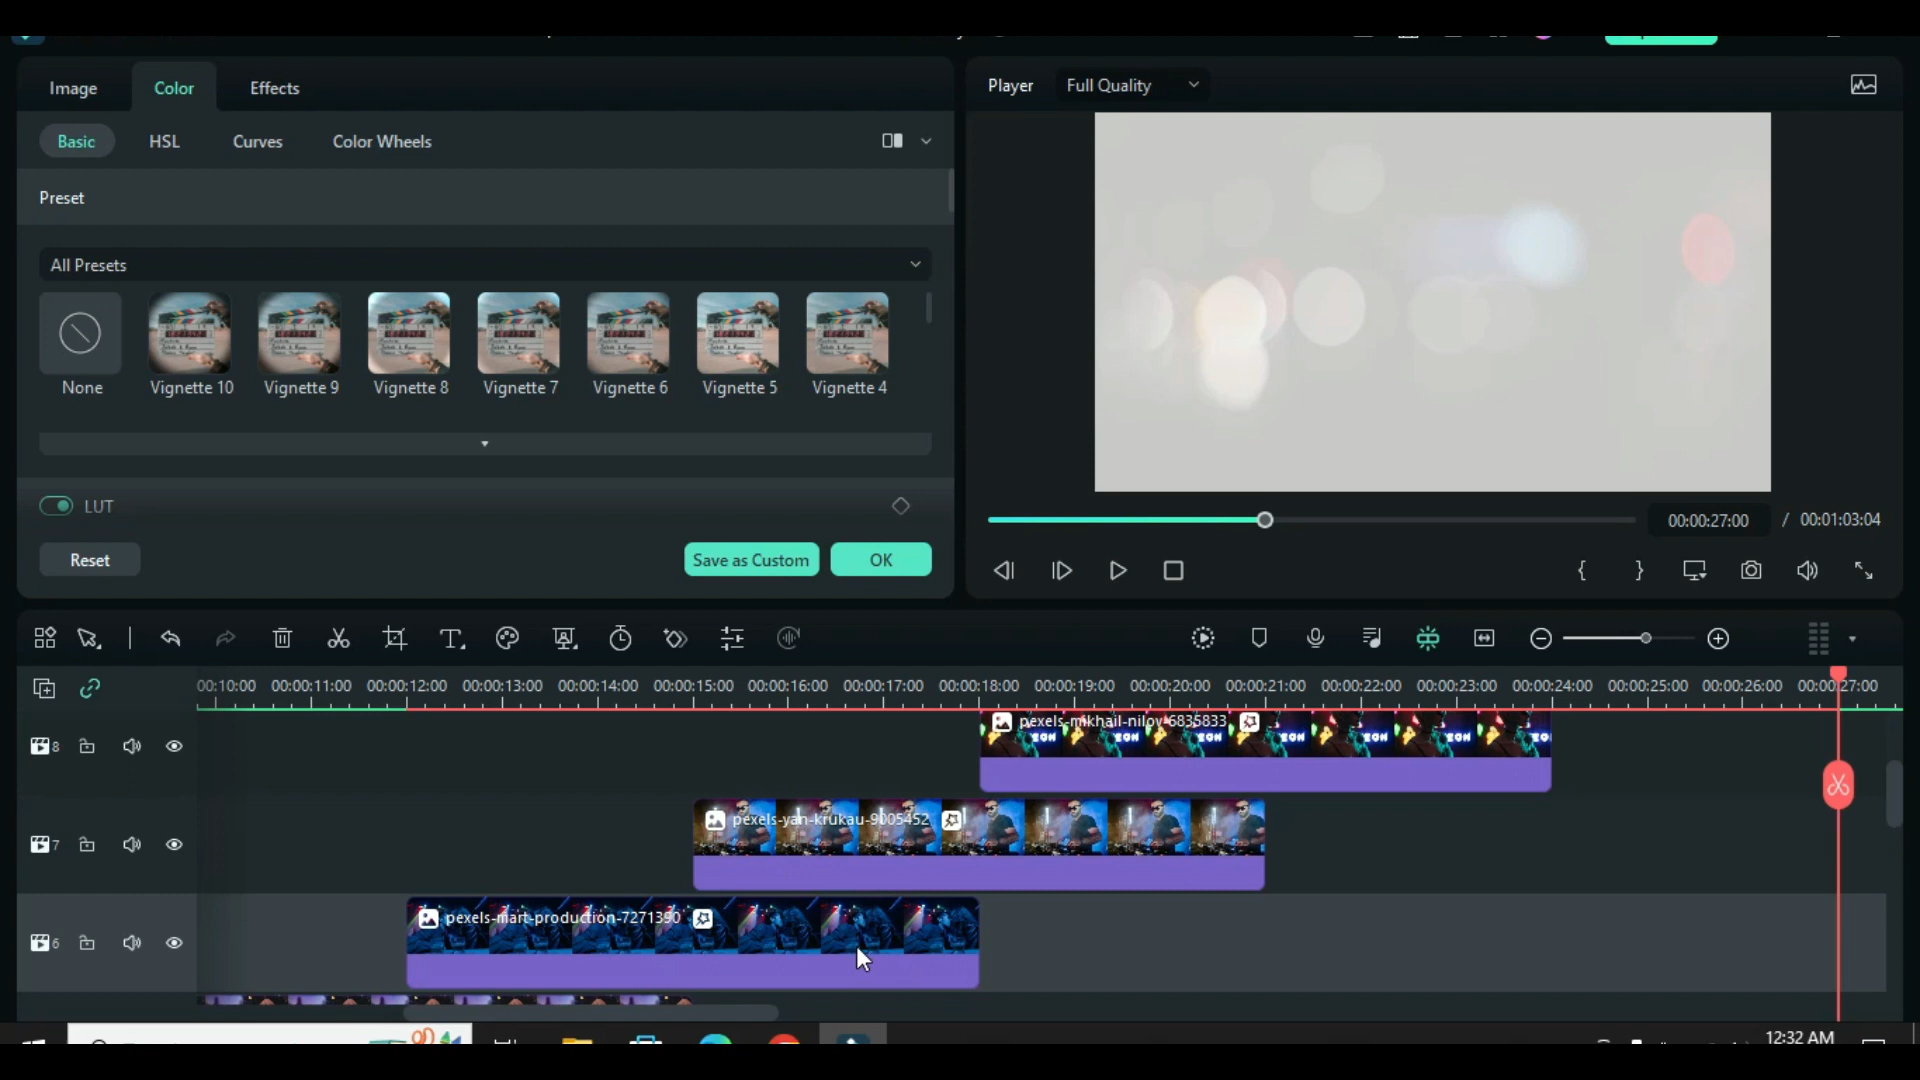 Image Color Effects
Player Full Quality
Basic HSL Curves Color Wheels
Preset
All Presets
None Vignette 10 Vignette 9 Vignette 8 Vignette 7 Vignette 6 Vignette 5 Vignette 4
LUT
Reset Save as Custom OK
00:00:27:00 / 00:01:03:04
00:10:00 00:00:11:00 00:00:12:00 00:00:13:00 00:00:14:00 00:00:15:00 00:00:16:00 00:00:17:00 00:00:18:00 00:00:19:00 00:00:20:00 00:00:21:00 00:00:22:00 00:00:23:00 00:00:24:00 00:00:25:00 00:00:26:00 00:00:27:00
pexels-mikhail-nilov-6835833
8
pexels-yan-krukau-9005452
7
pexels-mart-production-7271390
6
12:32 AM